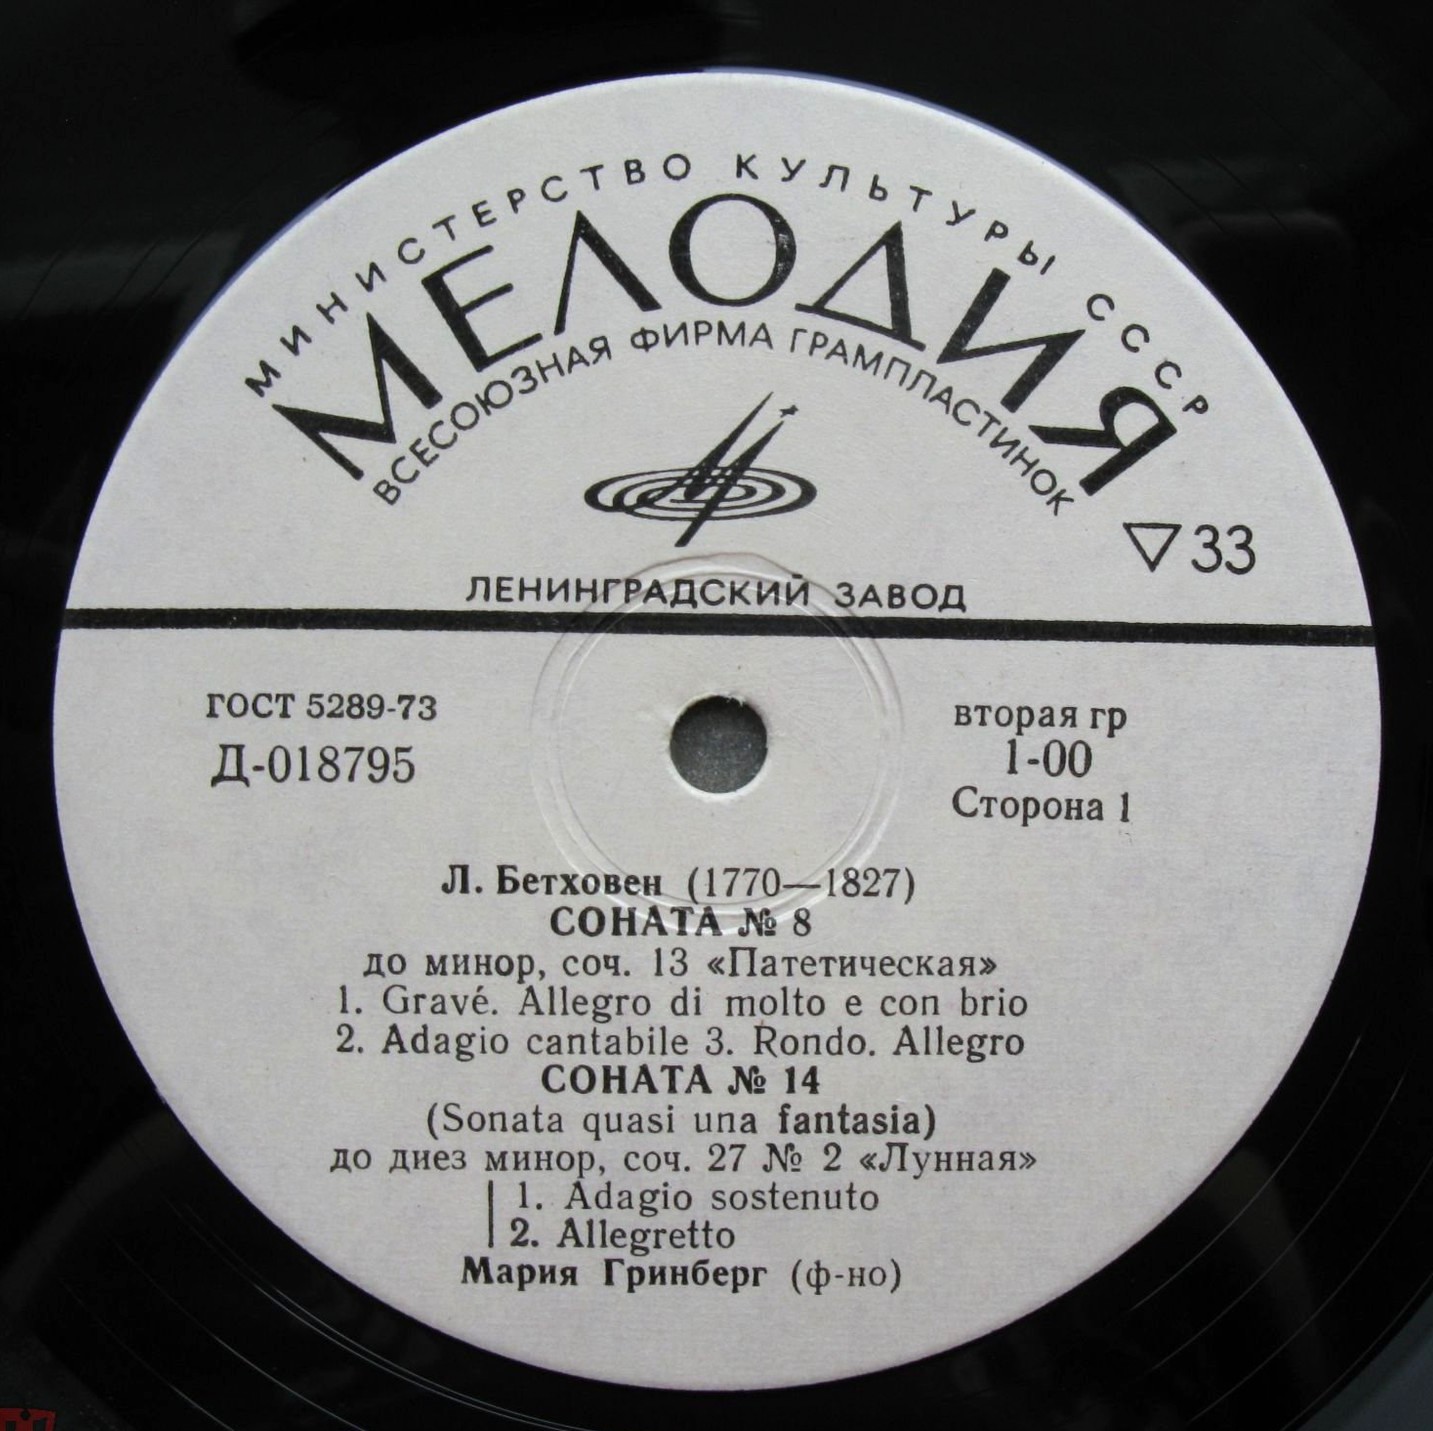 МИНИСТЕРСТВО КУЛЬТУРЫ СССР
МЕЛОДИЯ
ВСЕСОЮЗНАЯ ФИРМА ГРАМПЛАСТИНОК
▽33
ЛЕНИНГРАДСКИЙ ЗАВОД
ГОСТ 5289-73
Д-018795
вторая гр
1-00
Сторона 1
Л. Бетховен (1770—1827)
СОНАТА № 8
до минор, соч. 13 «Патетическая»
1. Gravé. Allegro di molto e con brio
2. Adagio cantabile 3. Rondo. Allegro
СОНАТА № 14
(Sonata quasi una fantasia)
до диез минор, соч. 27 № 2 «Лунная»
1. Adagio sostenuto
2. Allegretto
Мария Гринберг (ф-но)